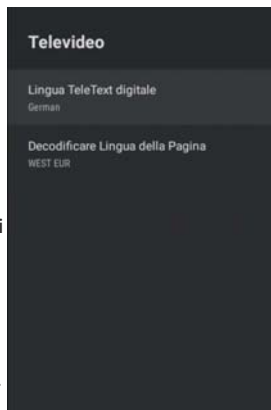 Televideo
Lingua TeleText digitale
German
Decodificare Lingua della Pagina
WEST EUR
i